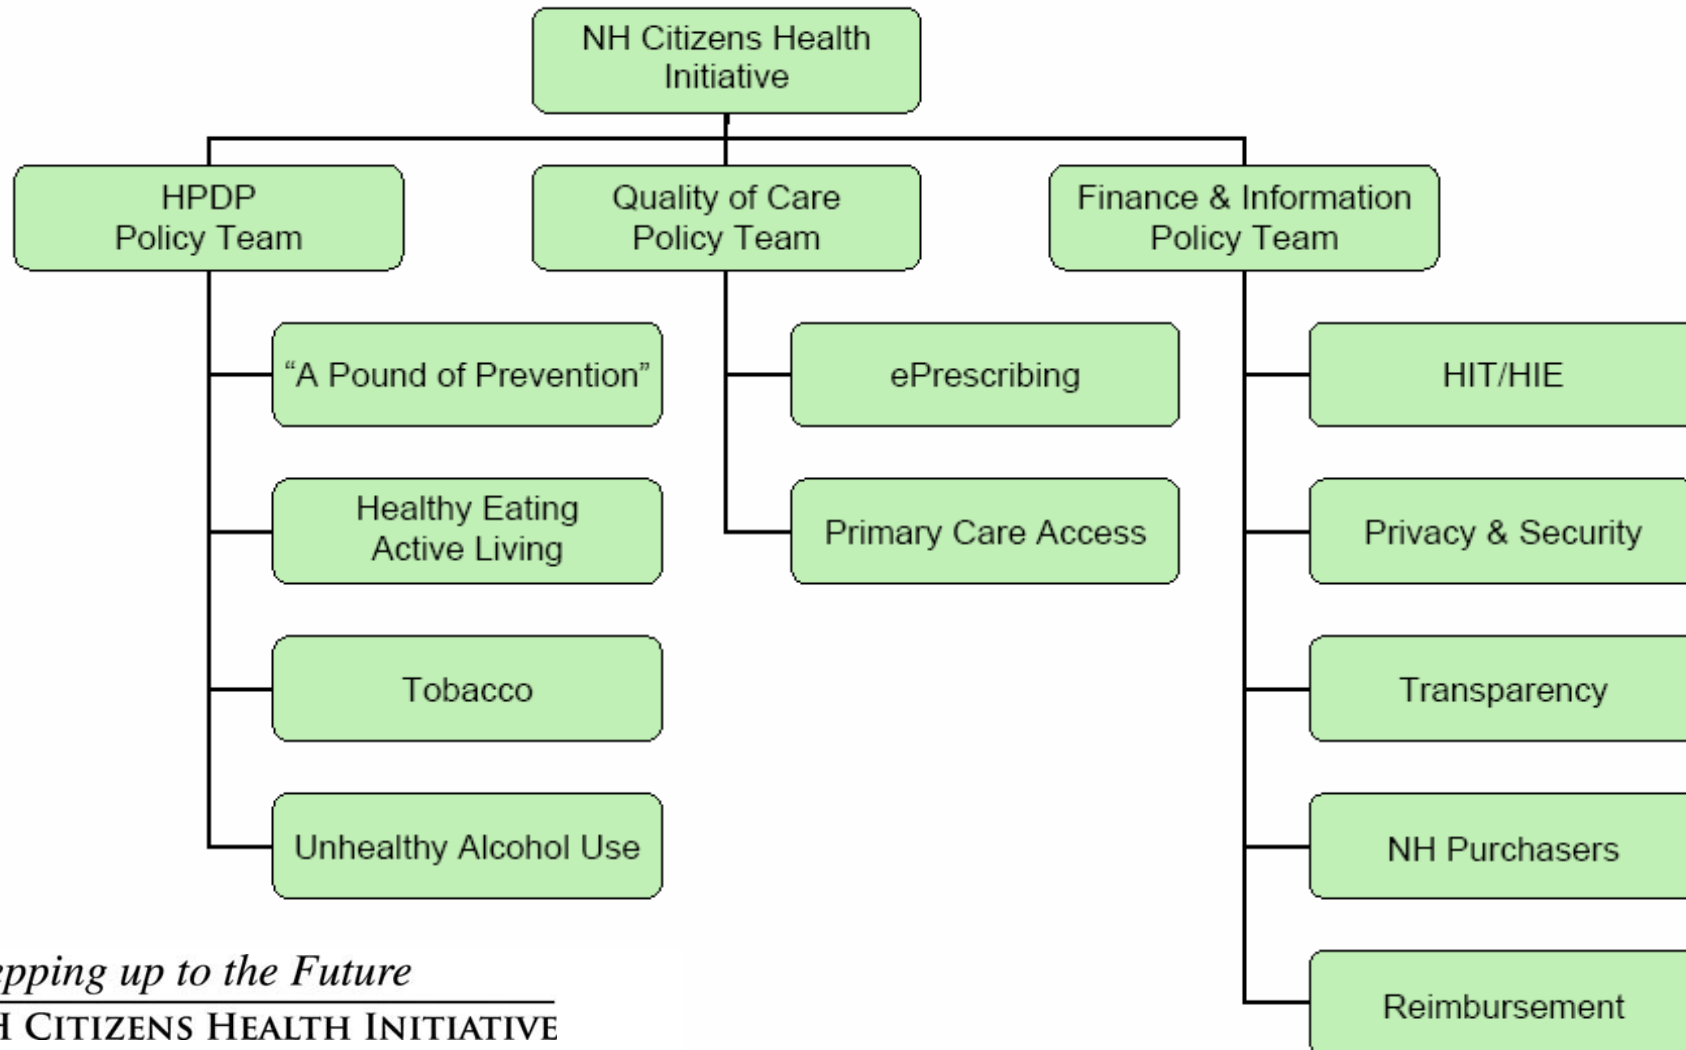 NH Citizens Health
Initiative
HPDP
Policy Team
Quality of Care
Policy Team
Finance & Information
Policy Team
“A Pound of Prevention”
ePrescribing
HIT/HIE
Healthy Eating
Active Living
Primary Care Access
Privacy & Security
Tobacco
Transparency
Unhealthy Alcohol Use
NH Purchasers
Reimbursement
up to the Future
CITIZENS HEALTH INITIATIVE